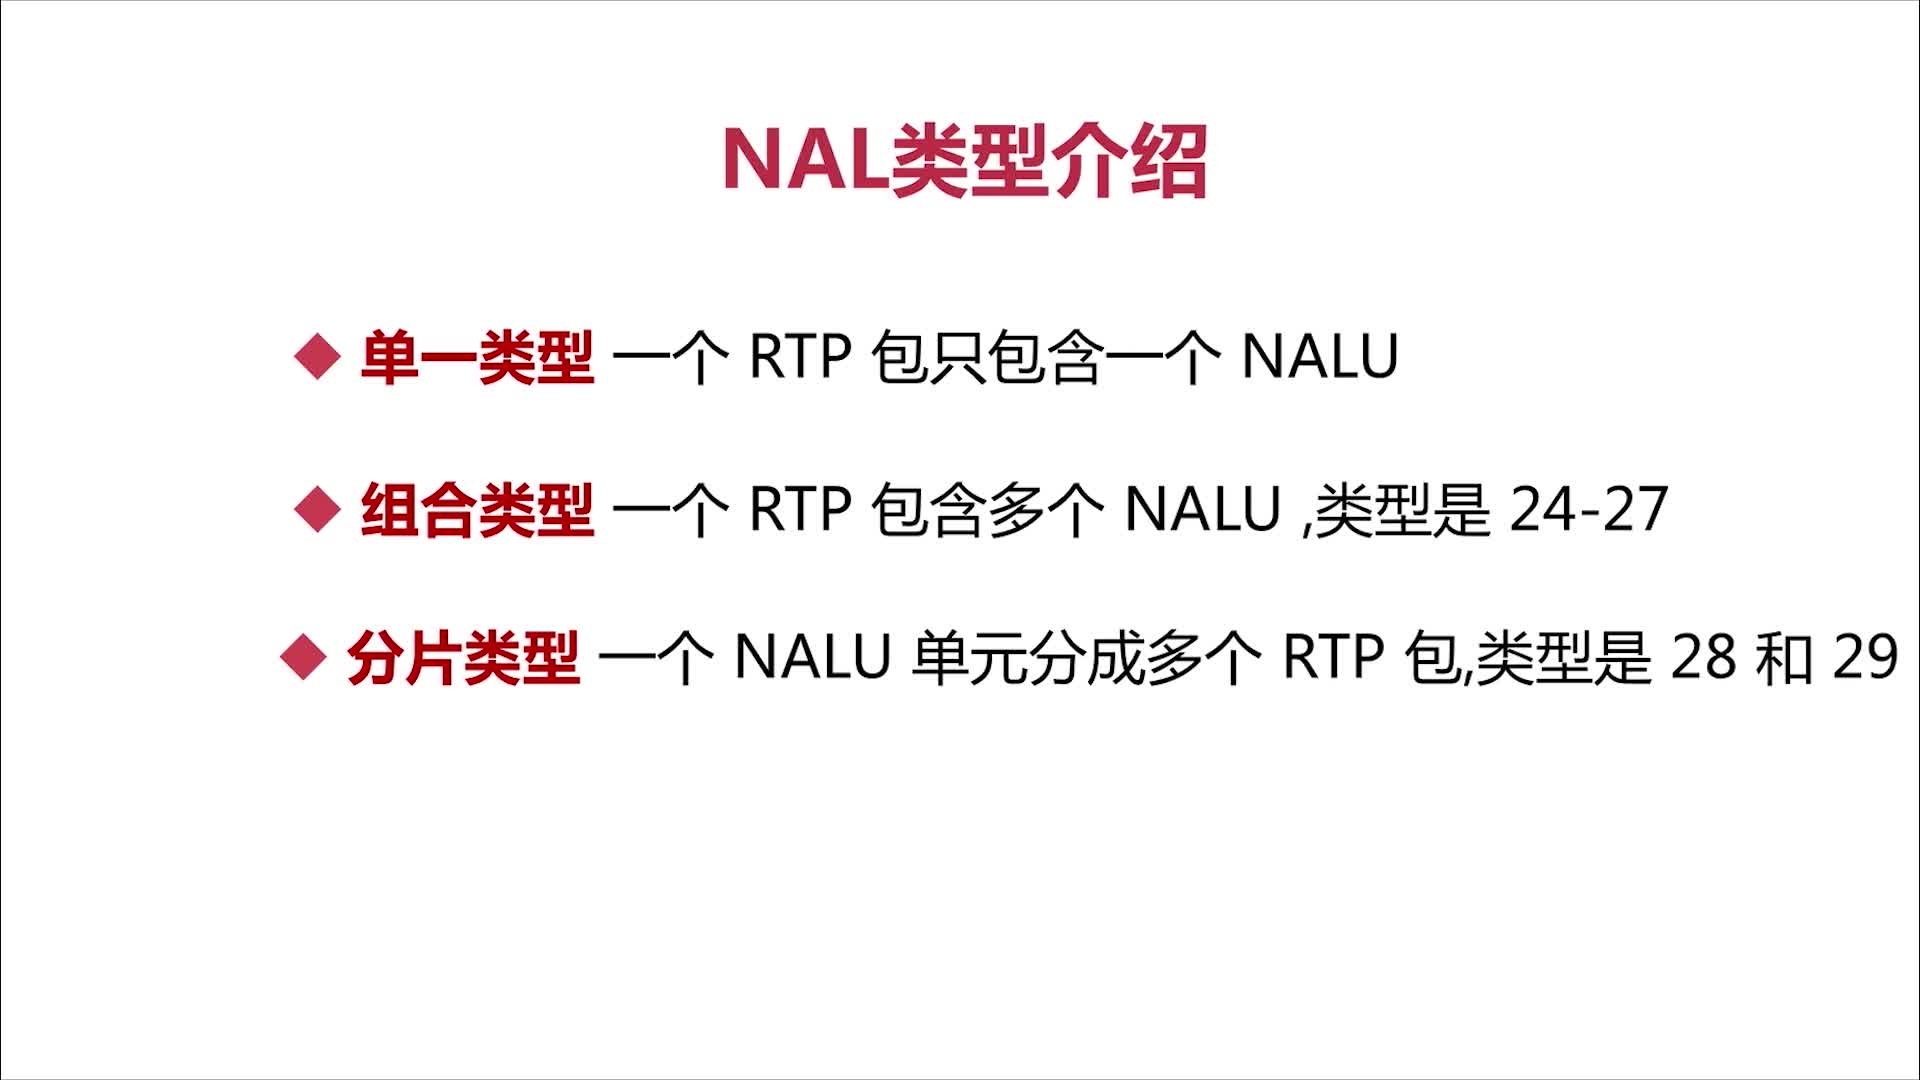 NAL类型介绍
◆ 单一类型 一个 RTP 包只包含一个 NALU
◆ 组合类型 一个 RTP 包含多个 NALU ,类型是 24-27
◆ 分片类型 一个 NALU 单元分成多个 RTP 包,类型是 28 和 29